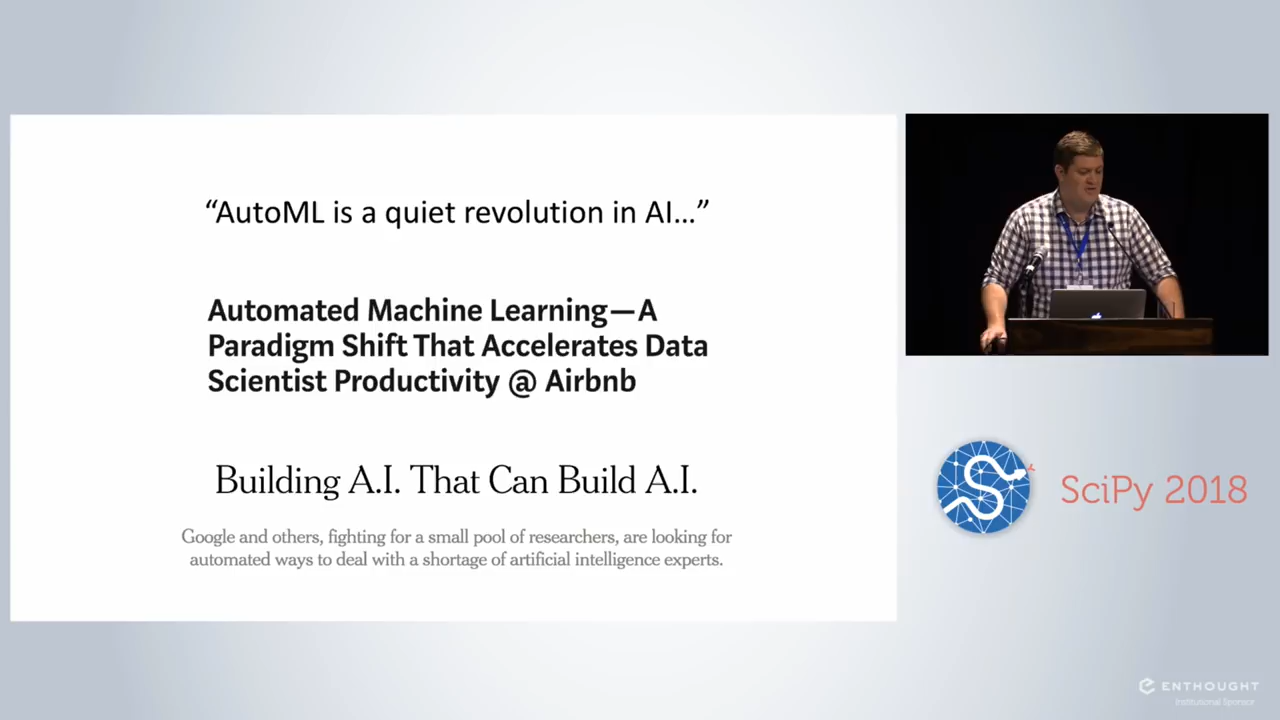 “AutoML is a quiet revolution in AI…”
Automated Machine Learning—A
Paradigm Shift That Accelerates Data
Scientist Productivity @ Airbnb
Building A.I. That Can Build A.I.
Google and others, fighting for a small pool of researchers, are looking for
automated ways to deal with a shortage of artificial intelligence experts.
SciPy 2018
ENTHOUGHT
Institutional Sponsor